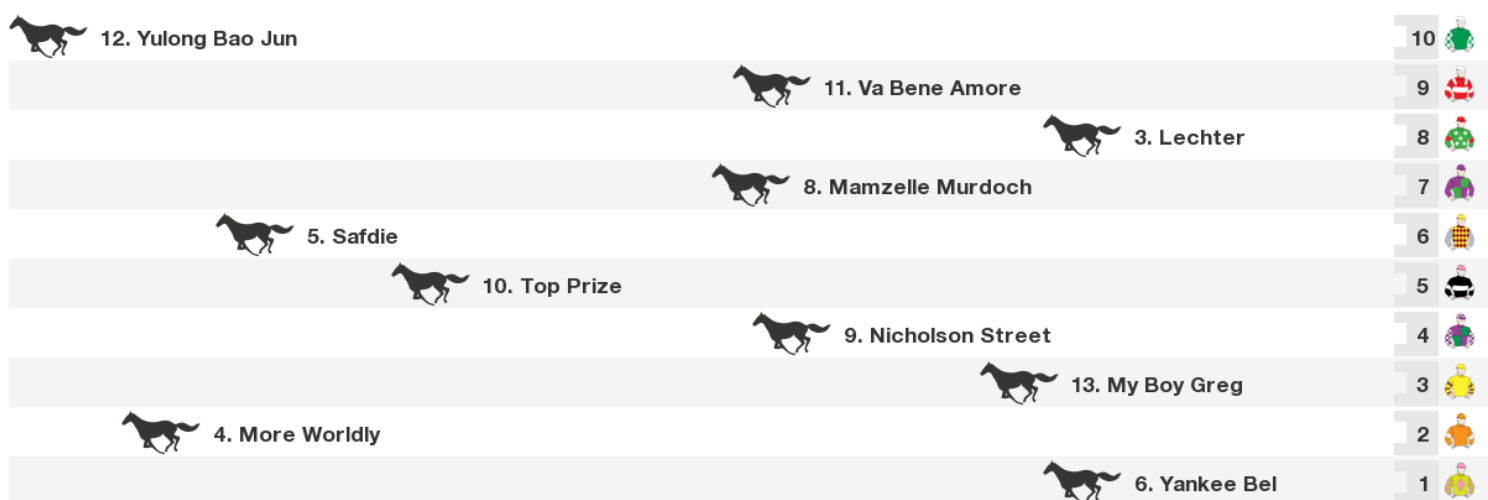 12. Yulong Bao Jun 10
11. Va Bene Amore 9
3. Lechter 8
8. Mamzelle Murdoch 7
5. Safdie 6
10. Top Prize 5
9. Nicholson Street 4
13. My Boy Greg 3
4. More Worldly 2
6. Yankee Bel 1